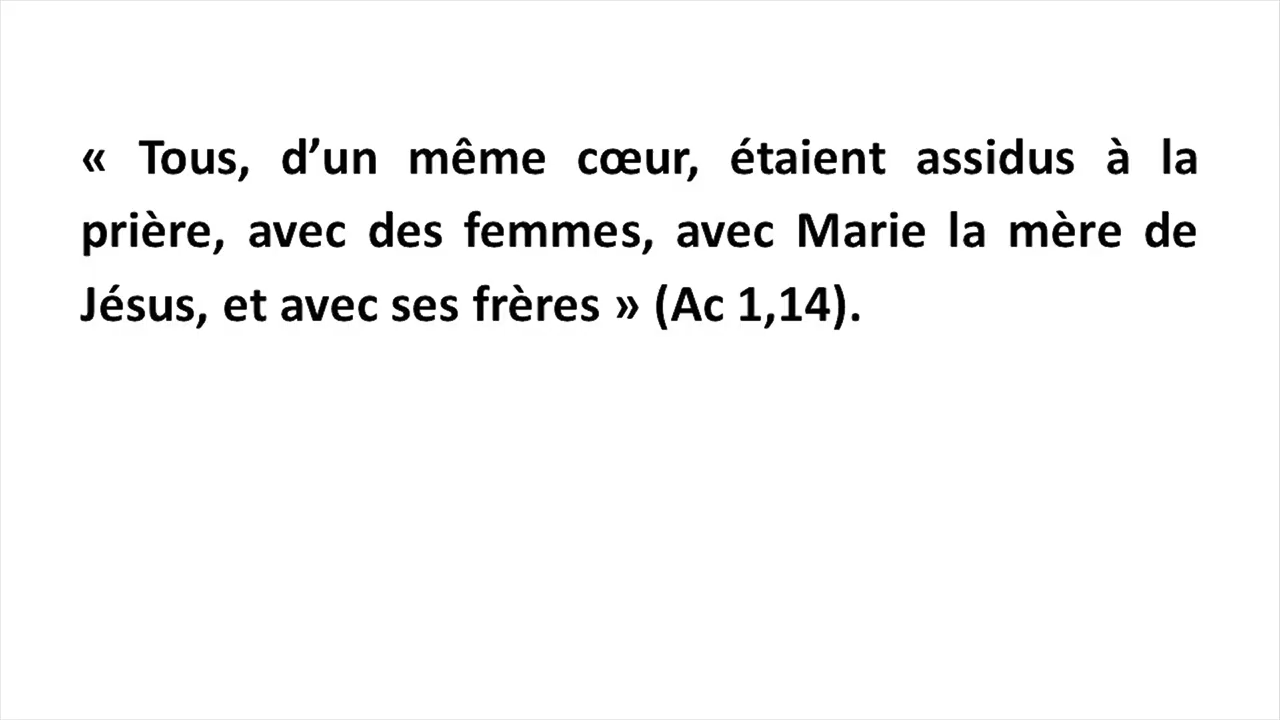 « Tous, d’un même cœur, étaient assidus à la
prière, avec des femmes, avec Marie la mère de
Jésus, et avec ses frères » (Ac 1,14).